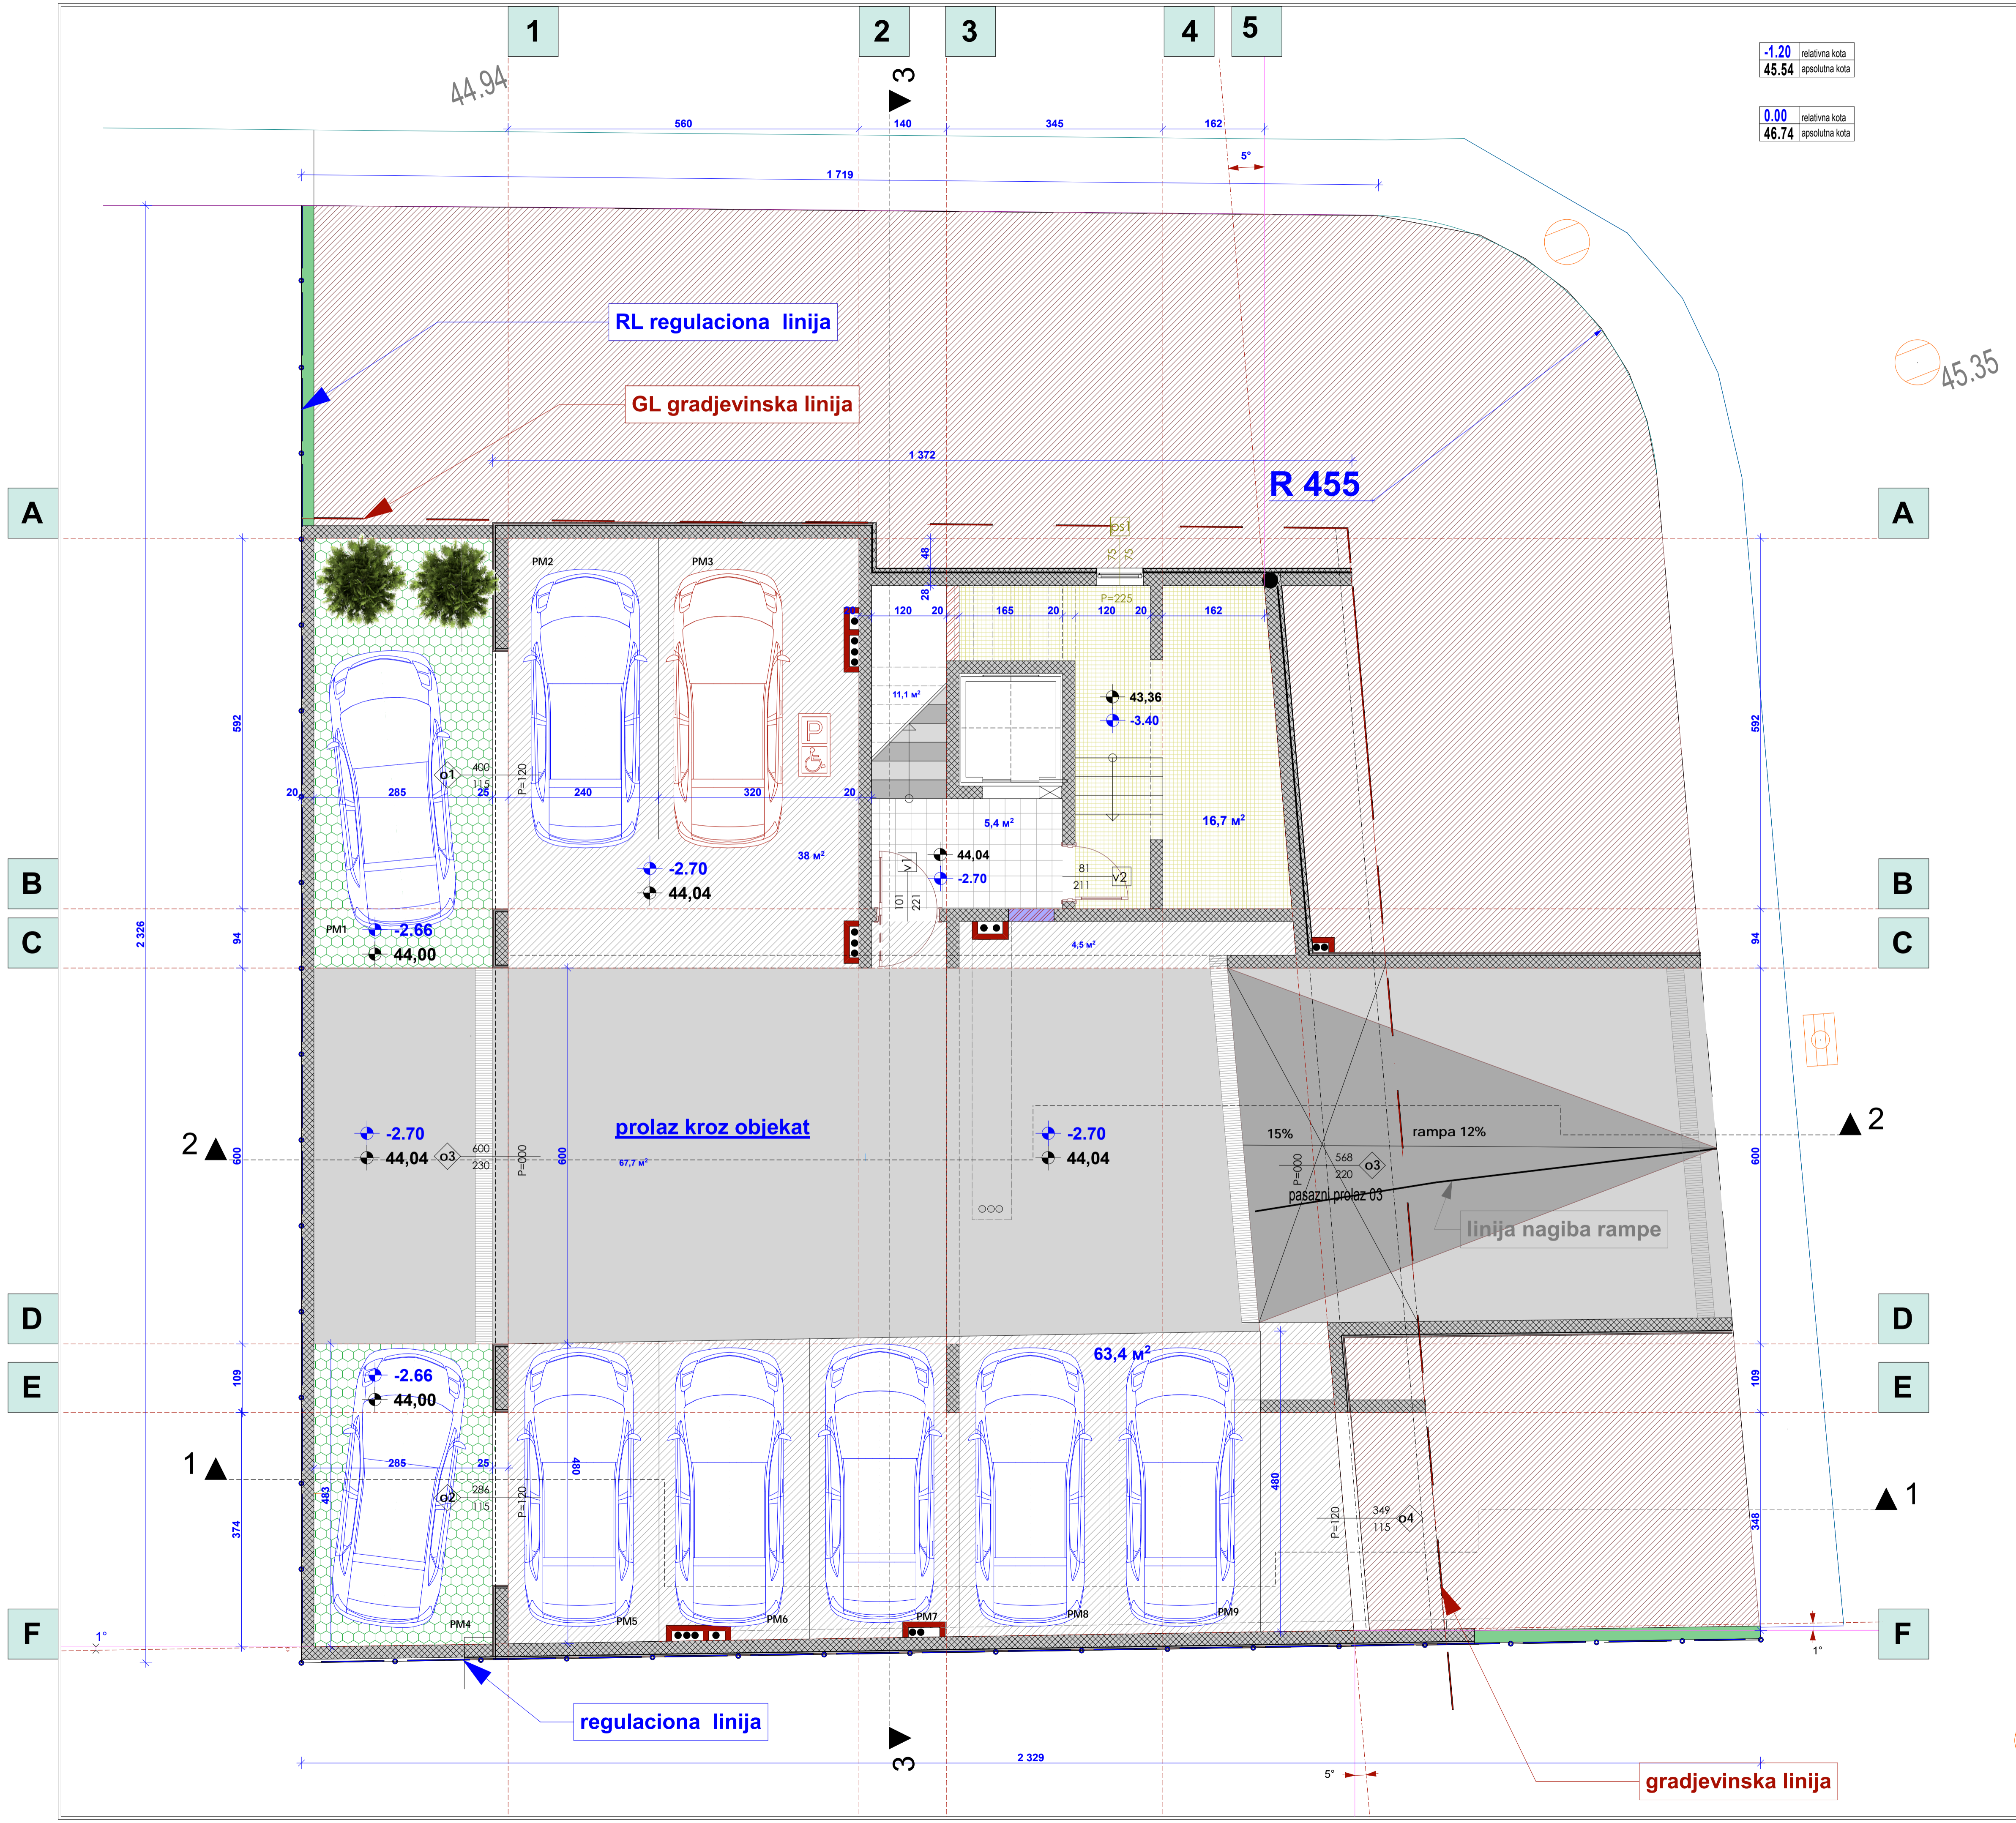 1
2
3
4
5
-1.20 relativna kota
45.54 apsolutna kota
0.00 relativna kota
46.74 apsolutna kota
44.94
3
560
140
345
162
5°
1 719
RL regulaciona linija
GL gradjevinska linija
45.35
1 372
R 455
A
A
ps1
75
75
48
28
P=225
PM2
PM3
20
120
20
165
20
120
20
162
11,1 м²
43,36
-3.40
592
592
P
o1
400
115
P=120
20
285
25
240
320
20
5,4 м²
16,7 м²
38 м²
-2.70
44,04
44,04
-2.70
v1
101
221
81
211
v2
B
B
PM1
-2.66
44,00
2 326
94
94
4,5 м²
C
C
prolaz kroz objekat
67,7 м²
-2.70
44,04
o3
600
230
P=000
600
600
600
-2.70
44,04
2
2
15%
rampa 12%
P=000
568
220
o3
pasazni prolaz 03
linija nagiba rampe
D
D
63,4 м²
-2.66
44,00
109
109
E
E
1
1
285
25
483
480
480
o2
286
115
P=120
P=120
349
115
o4
374
348
PM4
PM5
PM6
PM7
PM8
PM9
F
F
1°
1°
regulaciona linija
3
2 329
5°
gradjevinska linija